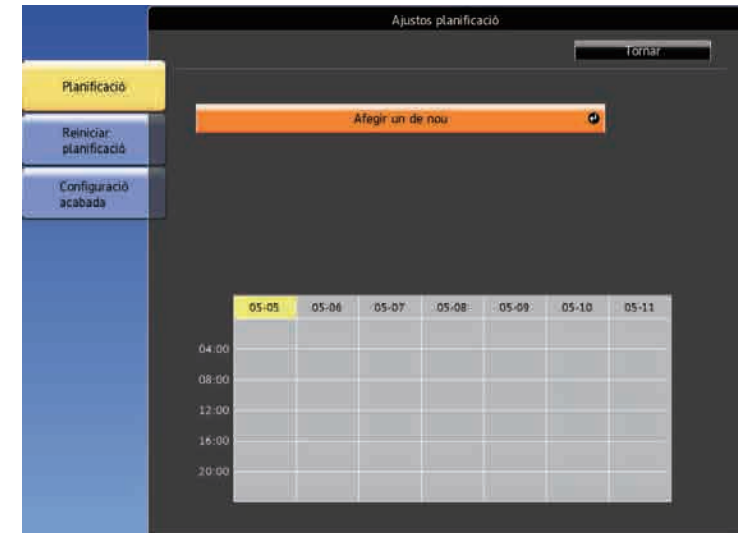 Ajustos planificació
Tornar
Planificació
Afegir un de nou
Reiniciar
planificació
Configuració
acabada
05-05 05-06 05-07 05-08 05-09 05-10 05-11
04:00
08:00
12:00
16:00
20:00